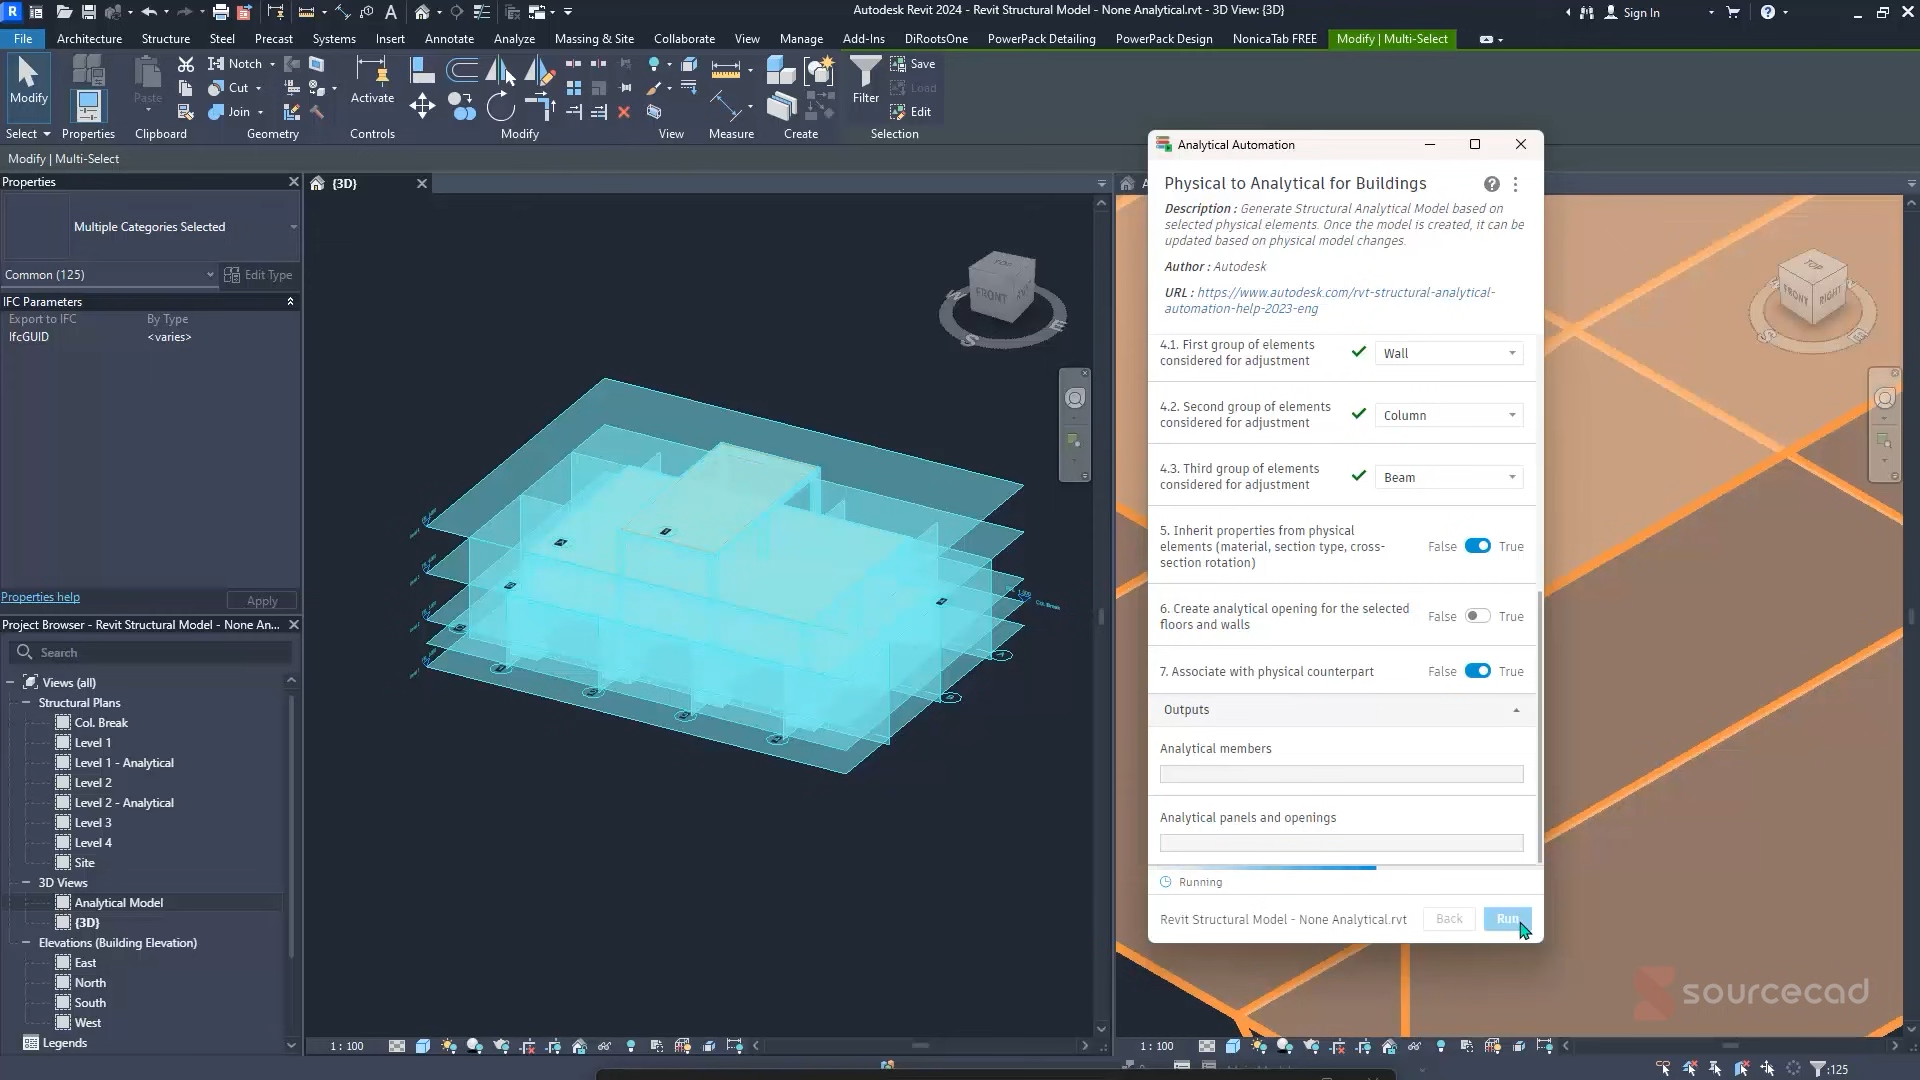 Autodesk Revit 2024 - Revit Structural Model - None Analytical.rvt - 3D View: {3D}
Sign In
File Architecture Structure Steel Precast Systems Insert Annotate Analyze Massing & Site Collaborate View Manage Add-Ins DiRootsOne PowerPack Detailing PowerPack Design NonicaTab FREE Modify | Multi-Select
Modify
Paste
Notch
Cut
Join
Activate
Filter
Save
Load
Edit
Select Properties Clipboard Geometry Controls Modify View Measure Create Selection
Modify | Multi-Select
Properties
Multiple Categories Selected
Common (125)
Edit Type
IFC Parameters
Export to IFC By Type
IfcGUID <varies>
Properties help
Apply
Project Browser - Revit Structural Model - None An...
Search
Views (all)
Structural Plans
Col. Break
Level 1
Level 1 - Analytical
Level 2
Level 2 - Analytical
Level 3
Level 4
Site
3D Views
Analytical Model
{3D}
Elevations (Building Elevation)
East
North
South
West
Legends
{3D}
TOP
FRONT
W
S
E
1 : 100
A
Analytical Automation
Physical to Analytical for Buildings
Description : Generate Structural Analytical Model based on
selected physical elements. Once the model is created, it can be
updated based on physical model changes.
Author : Autodesk
URL : https://www.autodesk.com/rvt-structural-analytical-
automation-help-2023-eng
4.1. First group of elements
considered for adjustment
Wall
4.2. Second group of elements
considered for adjustment
Column
4.3. Third group of elements
considered for adjustment
Beam
5. Inherit properties from physical
elements (material, section type, cross-
section rotation)
False True
6. Create analytical opening for the selected
floors and walls
False True
7. Associate with physical counterpart
False True
Outputs
Analytical members
Analytical panels and openings
Running
Revit Structural Model - None Analytical.rvt
Back
Run
TOP
FRONT
RIGHT
S
E
sourcecad
1 : 100
:125